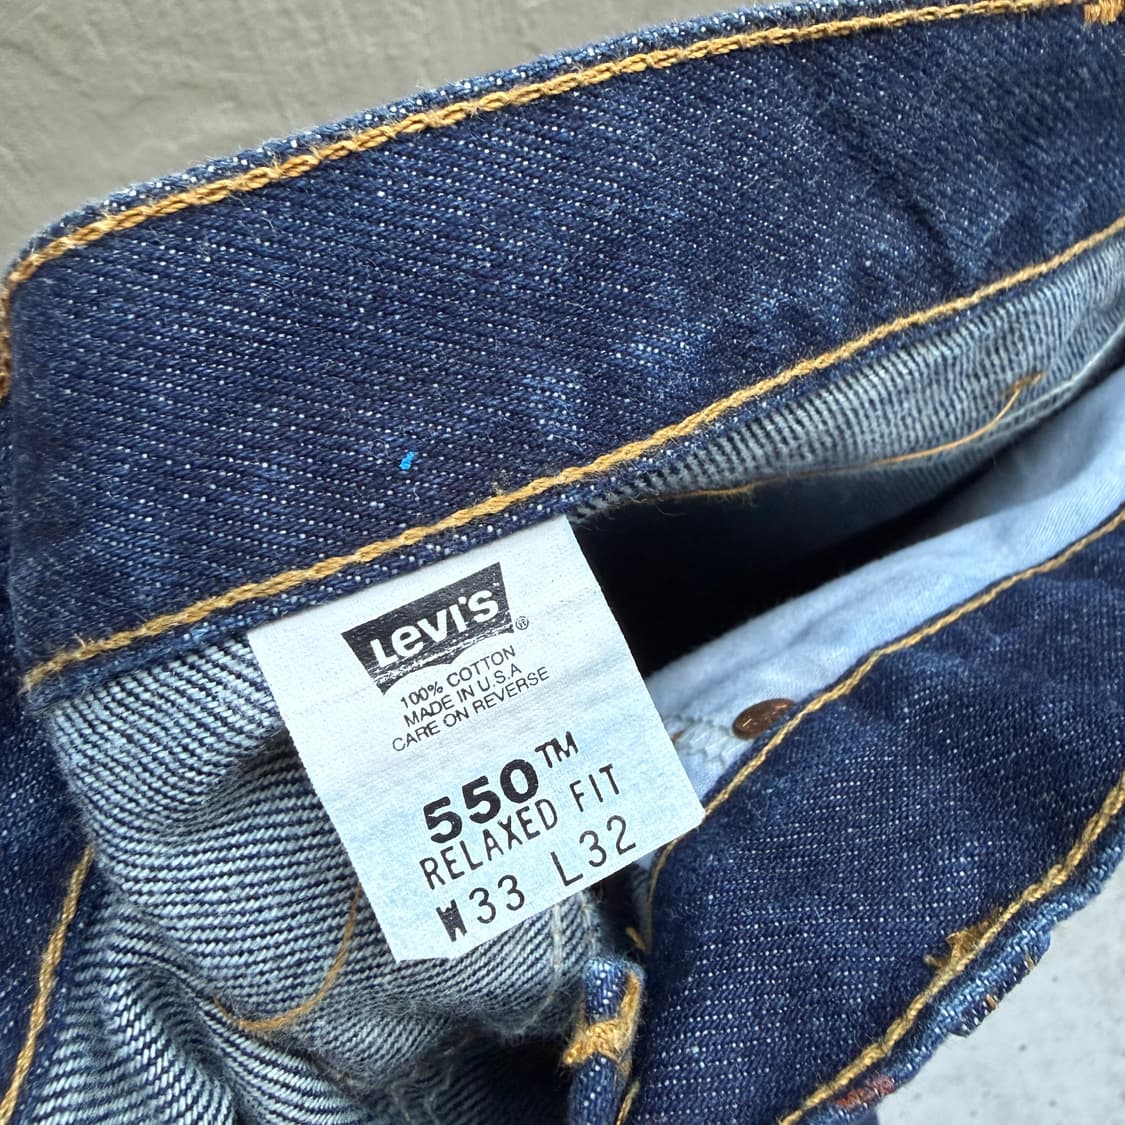 Levi's ®
100% COTTON
MADE IN U.S.A
CARE ON REVERSE
550™
RELAXED FIT
W33 L32